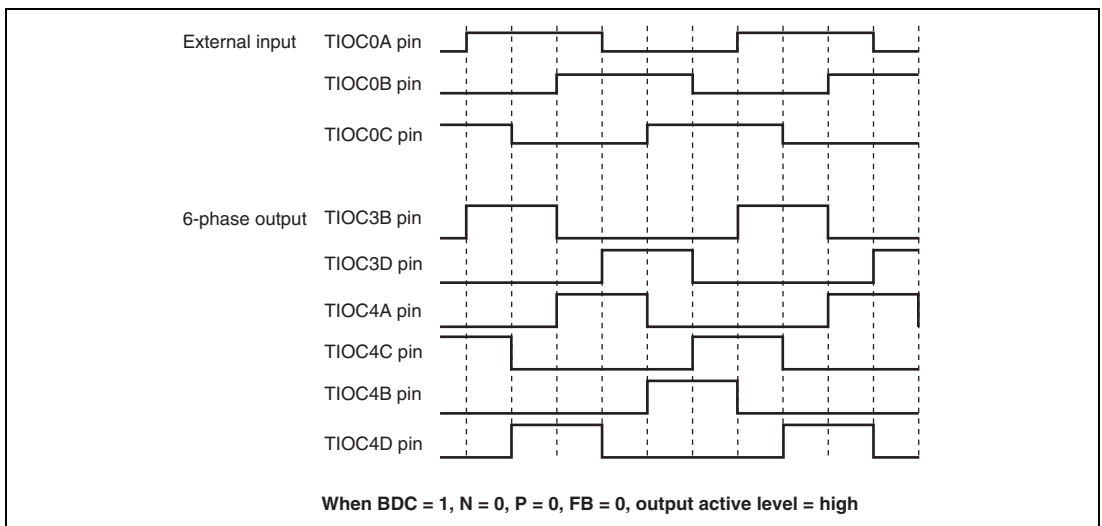 External input TIOC0A pin
TIOC0B pin
TIOC0C pin
6-phase output TIOC3B pin
TIOC3D pin
TIOC4A pin
TIOC4C pin
TIOC4B pin
TIOC4D pin
When BDC = 1, N = 0, P = 0, FB = 0, output active level = high